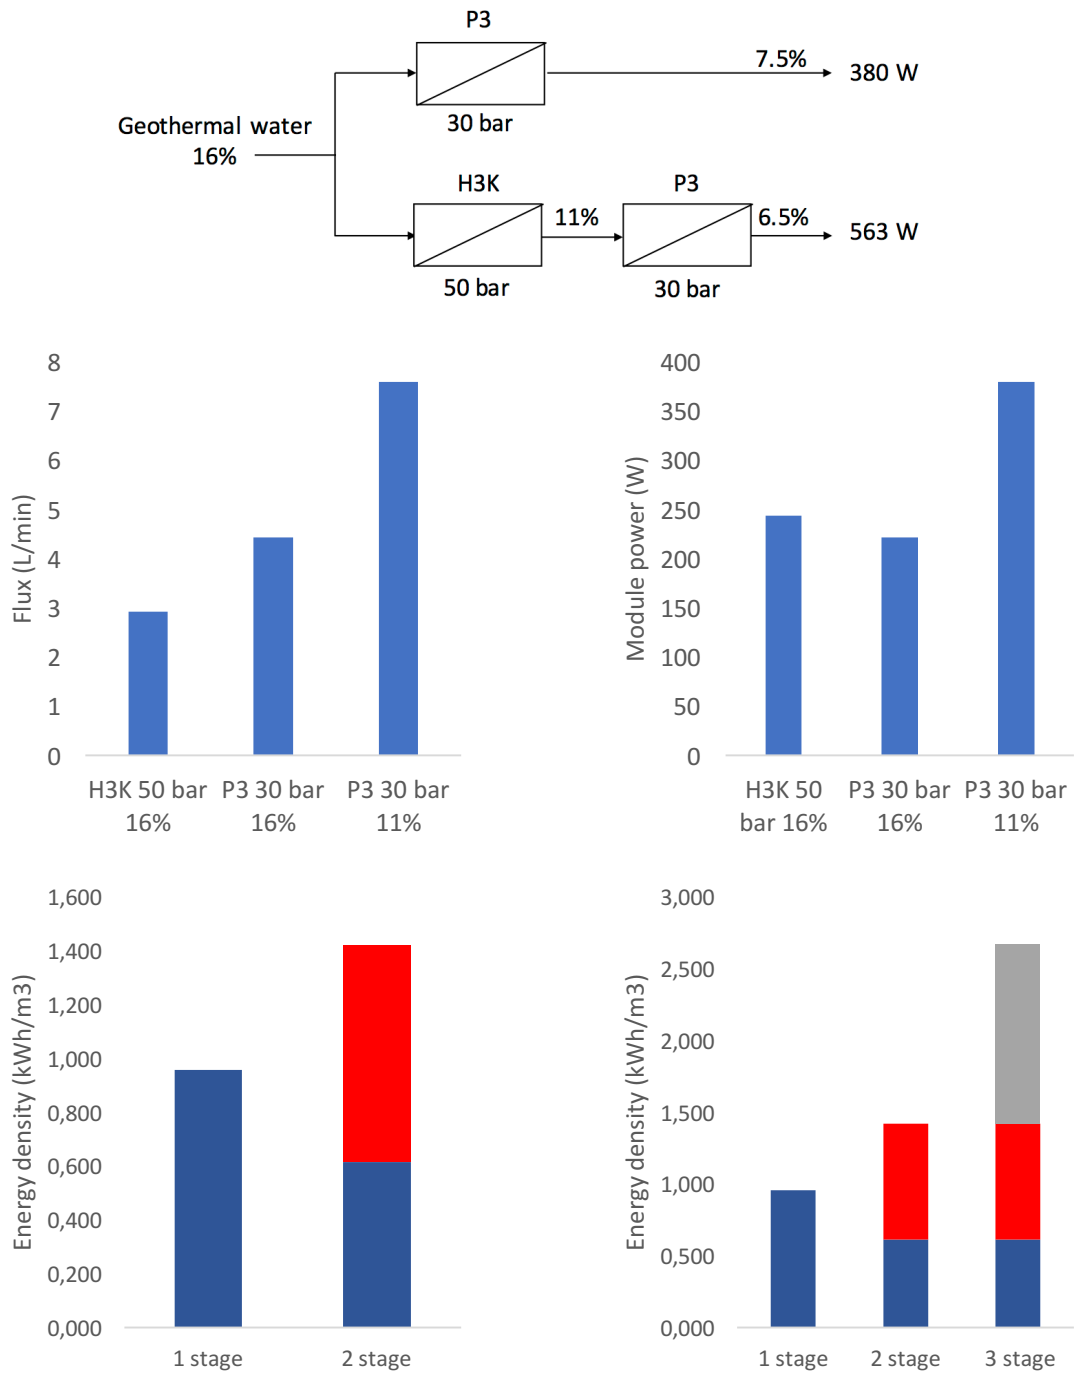 P3
7.5%
380 W
30 bar
Geothermal water
16%
H3K
P3
11%
6.5%
563 W
50 bar
30 bar
Flux (L/min)
8
7
6
5
4
3
2
1
0
H3K 50 bar
16%
P3 30 bar
16%
P3 30 bar
11%
Module power (W)
400
350
300
250
200
150
100
50
0
H3K 50
bar 16%
P3 30 bar
16%
P3 30 bar
11%
Energy density (kWh/m3)
1,600
1,400
1,200
1,000
0,800
0,600
0,400
0,200
0,000
1 stage
2 stage
Energy density (kWh/m3)
3,000
2,500
2,000
1,500
1,000
0,500
0,000
1 stage
2 stage
3 stage